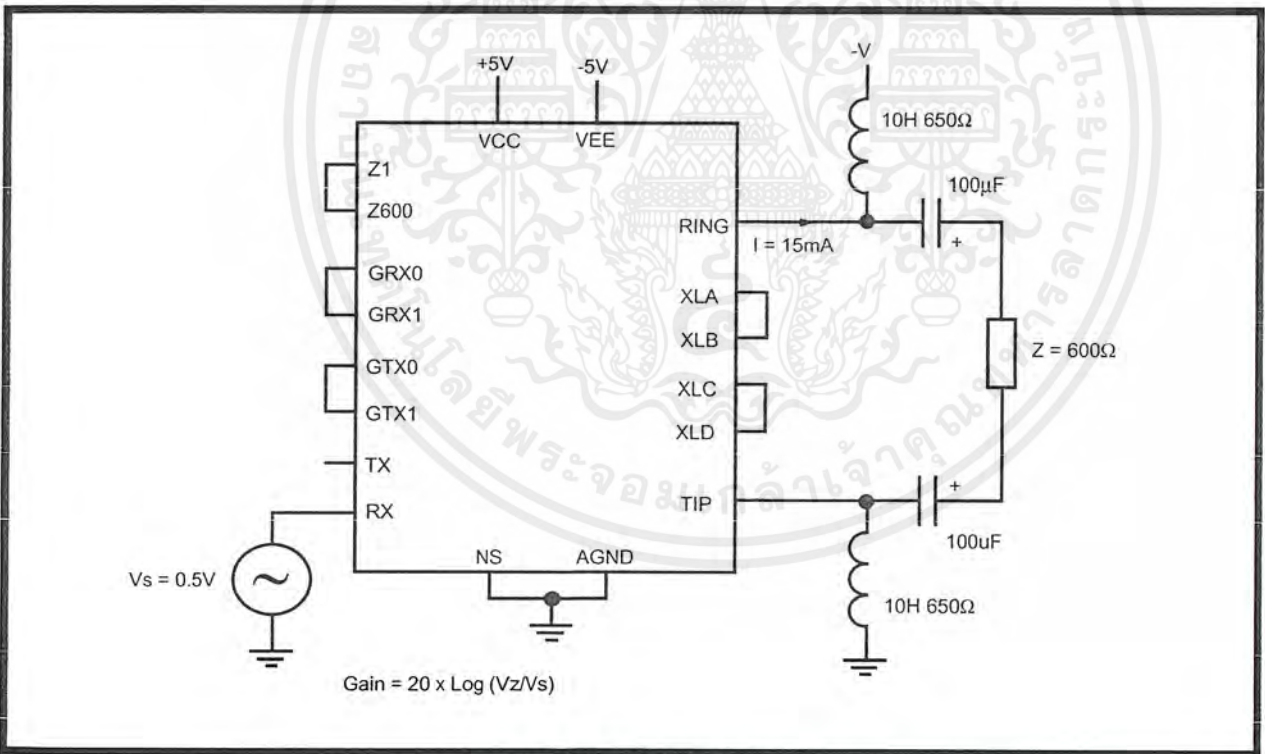 +5V
-5V
-V
VCC
VEE
10H 650Ω
Z1
Z600
100µF
+
RING
I = 15mA
GRX0
GRX1
XLA
XLB
Z = 600Ω
GTX0
GTX1
XLC
XLD
TX
TIP
+
RX
100uF
NS
AGND
Vs = 0.5V
10H 650Ω
Gain = 20 x Log (Vz/Vs)